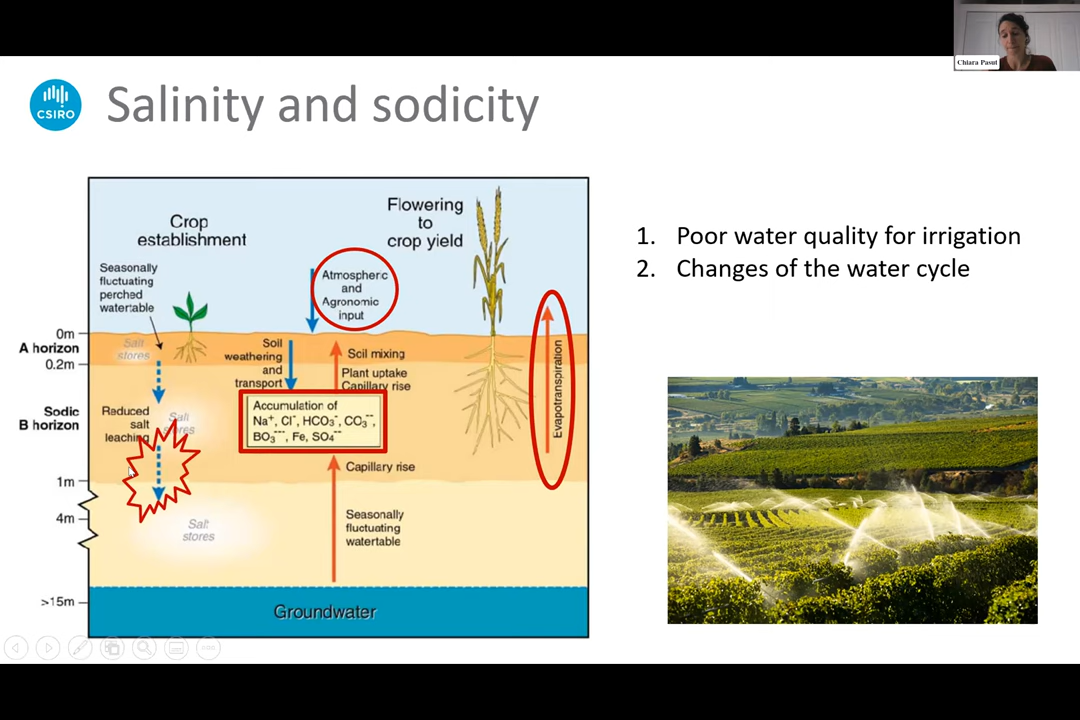 Chiara Pasut
CSIRO
Salinity and sodicity
Crop
establishment
Flowering
to
crop yield
Seasonally
fluctuating
perched
watertable
Atmospheric
and
Agronomic
input
0m
A horizon
0.2m
Salt
stores
Soil
weathering
and
transport
Soil mixing
Plant uptake
Capillary rise
Evapotranspiration
Sodic
B horizon
Reduced
salt
leaching
Salt
stores
Accumulation of
Na⁺, Cl⁻, HCO₃⁻, CO₃⁻⁻,
BO₃⁻⁻⁻, Fe, SO₄⁻⁻
Capillary rise
1m
4m
Salt
stores
Seasonally
fluctuating
watertable
>15m
Groundwater
1. Poor water quality for irrigation
2. Changes of the water cycle